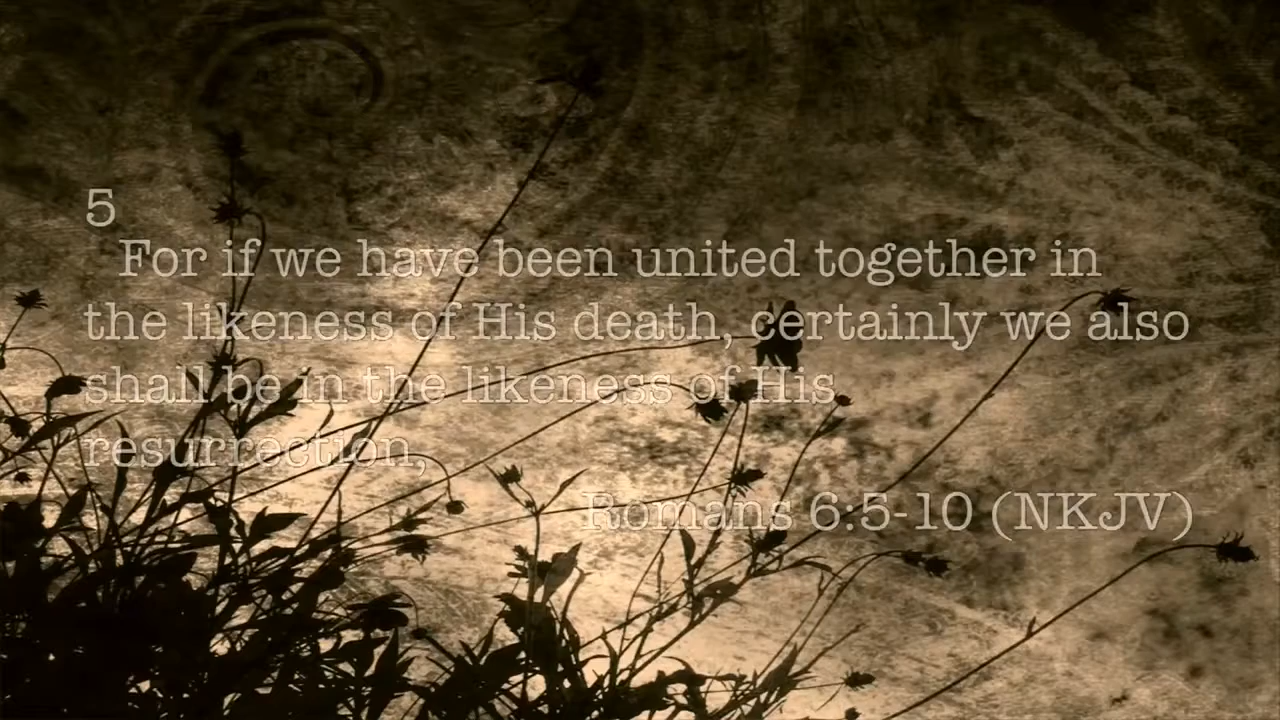 5
For if we have been united together in
the likeness of His death, certainly we also
shall be in the likeness of His
resurrection,
Romans 6:5-10 (NKJV)